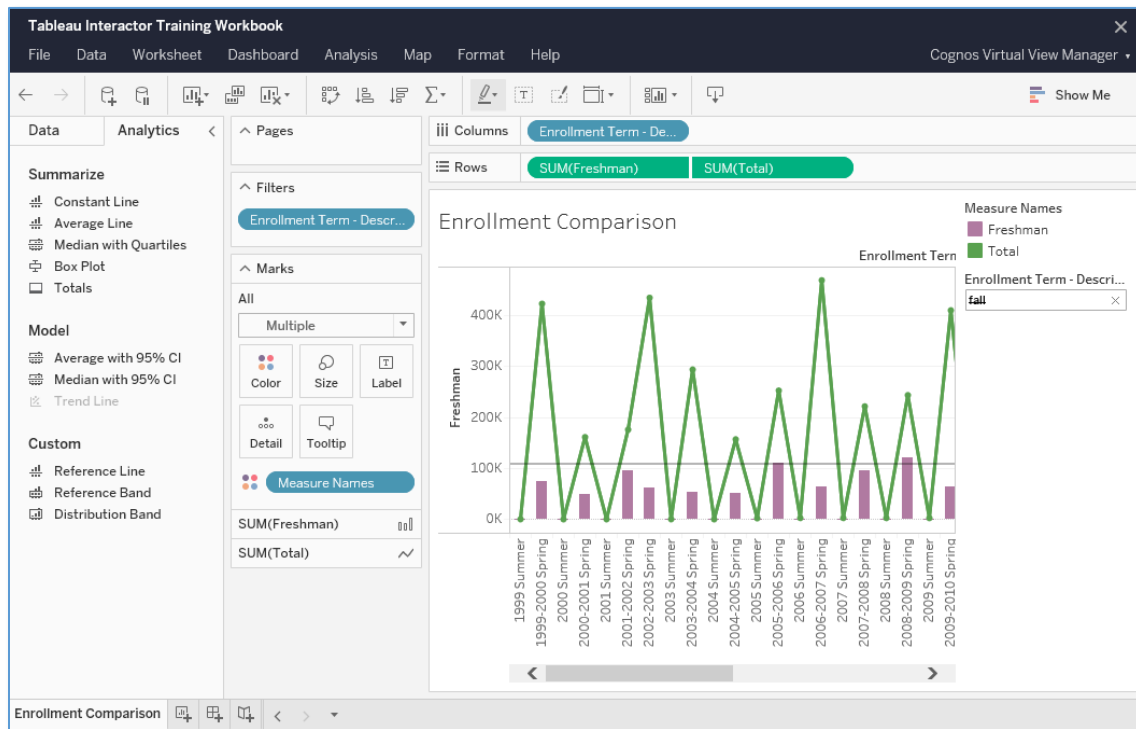 Tableau Interactor Training Workbook
File Data Worksheet Dashboard Analysis Map Format Help Cognos Virtual View Manager
Show Me
Data Analytics
Summarize
Constant Line
Average Line
Median with Quartiles
Box Plot
Totals
Model
Average with 95% CI
Median with 95% CI
Trend Line
Custom
Reference Line
Reference Band
Distribution Band
Pages
Filters
Enrollment Term - Descr...
Marks
All
Multiple
Color Size Label
Detail Tooltip
Measure Names
SUM(Freshman)
SUM(Total)
Columns Enrollment Term - De...
Rows SUM(Freshman) SUM(Total)
Enrollment Comparison
Enrollment Term
Freshman
400K
300K
200K
100K
0K
1999 Summer
1999-2000 Spring
2000 Summer
2000-2001 Spring
2001 Summer
2001-2002 Spring
2002-2003 Spring
2003 Summer
2003-2004 Spring
2004 Summer
2004-2005 Spring
2005 Summer
2005-2006 Spring
2006 Summer
2006-2007 Spring
2007 Summer
2007-2008 Spring
2008 Summer
2008-2009 Spring
2009 Summer
2009-2010 Spring
Measure Names
Freshman
Total
Enrollment Term - Descri...
fall
Enrollment Comparison